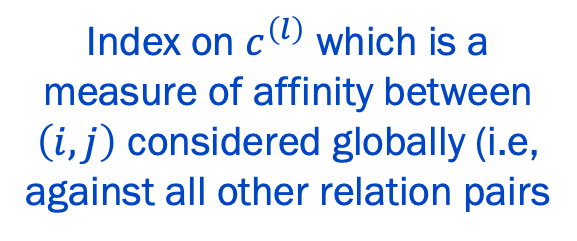 Index on c^(l) which is a
measure of affinity between
(i, j) considered globally (i.e,
against all other relation pairs